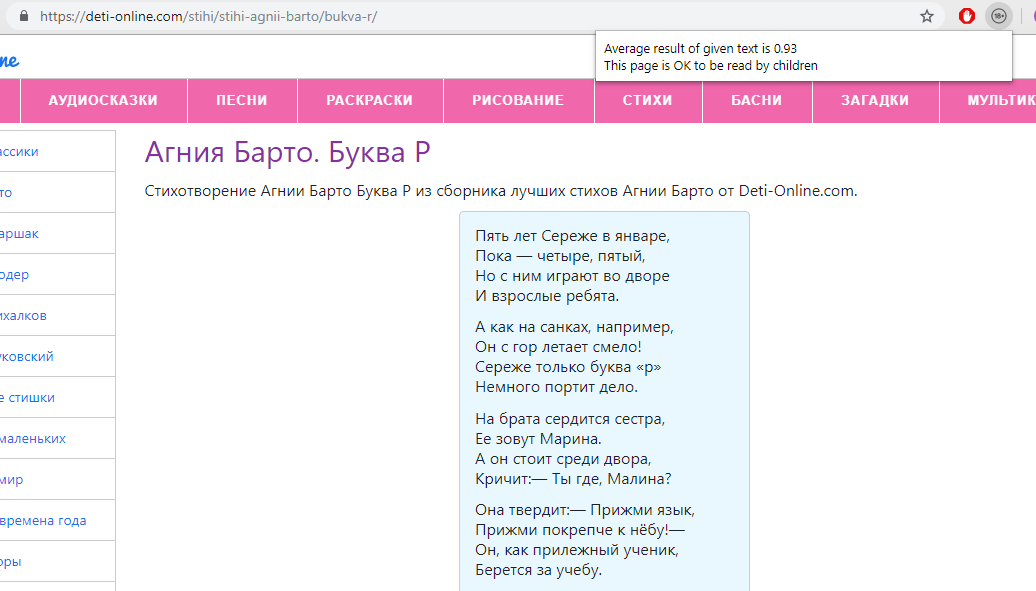 https://deti-online.com/stihi/stihi-agnii-barto/bukva-r/
18+
Average result of given text is 0.93
This page is OK to be read by children
ne
АУДИОСКАЗКИ
ПЕСНИ
РАСКРАСКИ
РИСОВАНИЕ
СТИХИ
БАСНИ
ЗАГАДКИ
МУЛЬТИК
ассики
то
аршак
одер
ихалков
уковский
е стишки
маленьких
мир
времена года
оры
Агния Барто. Буква Р
Стихотворение Агнии Барто Буква Р из сборника лучших стихов Агнии Барто от Deti-Online.com.
Пять лет Сереже в январе,
Пока — четыре, пятый,
Но с ним играют во дворе
И взрослые ребята.
А как на санках, например,
Он с гор летает смело!
Сереже только буква «р»
Немного портит дело.
На брата сердится сестра,
Ее зовут Марина.
А он стоит среди двора,
Кричит:— Ты где, Малина?
Она твердит:— Прижми язык,
Прижми покрепче к нёбу!—
Он, как прилежный ученик,
Берется за учебу.